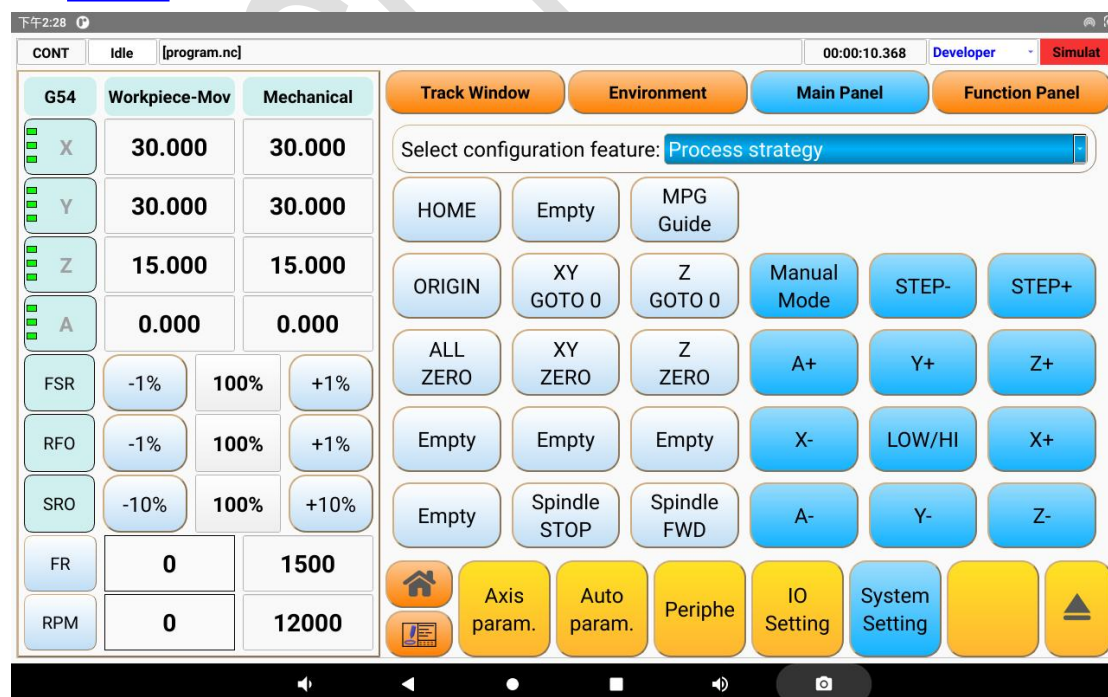 下午2:28
CONT Idle [program.nc] 00:00:10.368 Developer Simulat
G54 Workpiece-Mov Mechanical
Track Window Environment Main Panel Function Panel
Select configuration feature: Process strategy
X 30.000 30.000
Y 30.000 30.000
Z 15.000 15.000
A 0.000 0.000
FSR -1% 100% +1%
RFO -1% 100% +1%
SRO -10% 100% +10%
FR 0 1500
RPM 0 12000
HOME Empty MPG Guide
ORIGIN XY GOTO 0 Z GOTO 0 Manual Mode STEP- STEP+
ALL ZERO XY ZERO Z ZERO A+ Y+ Z+
Empty Empty Empty X- LOW/HI X+
Empty Spindle STOP Spindle FWD A- Y- Z-
Axis param. Auto param. Periphe IO Setting System Setting